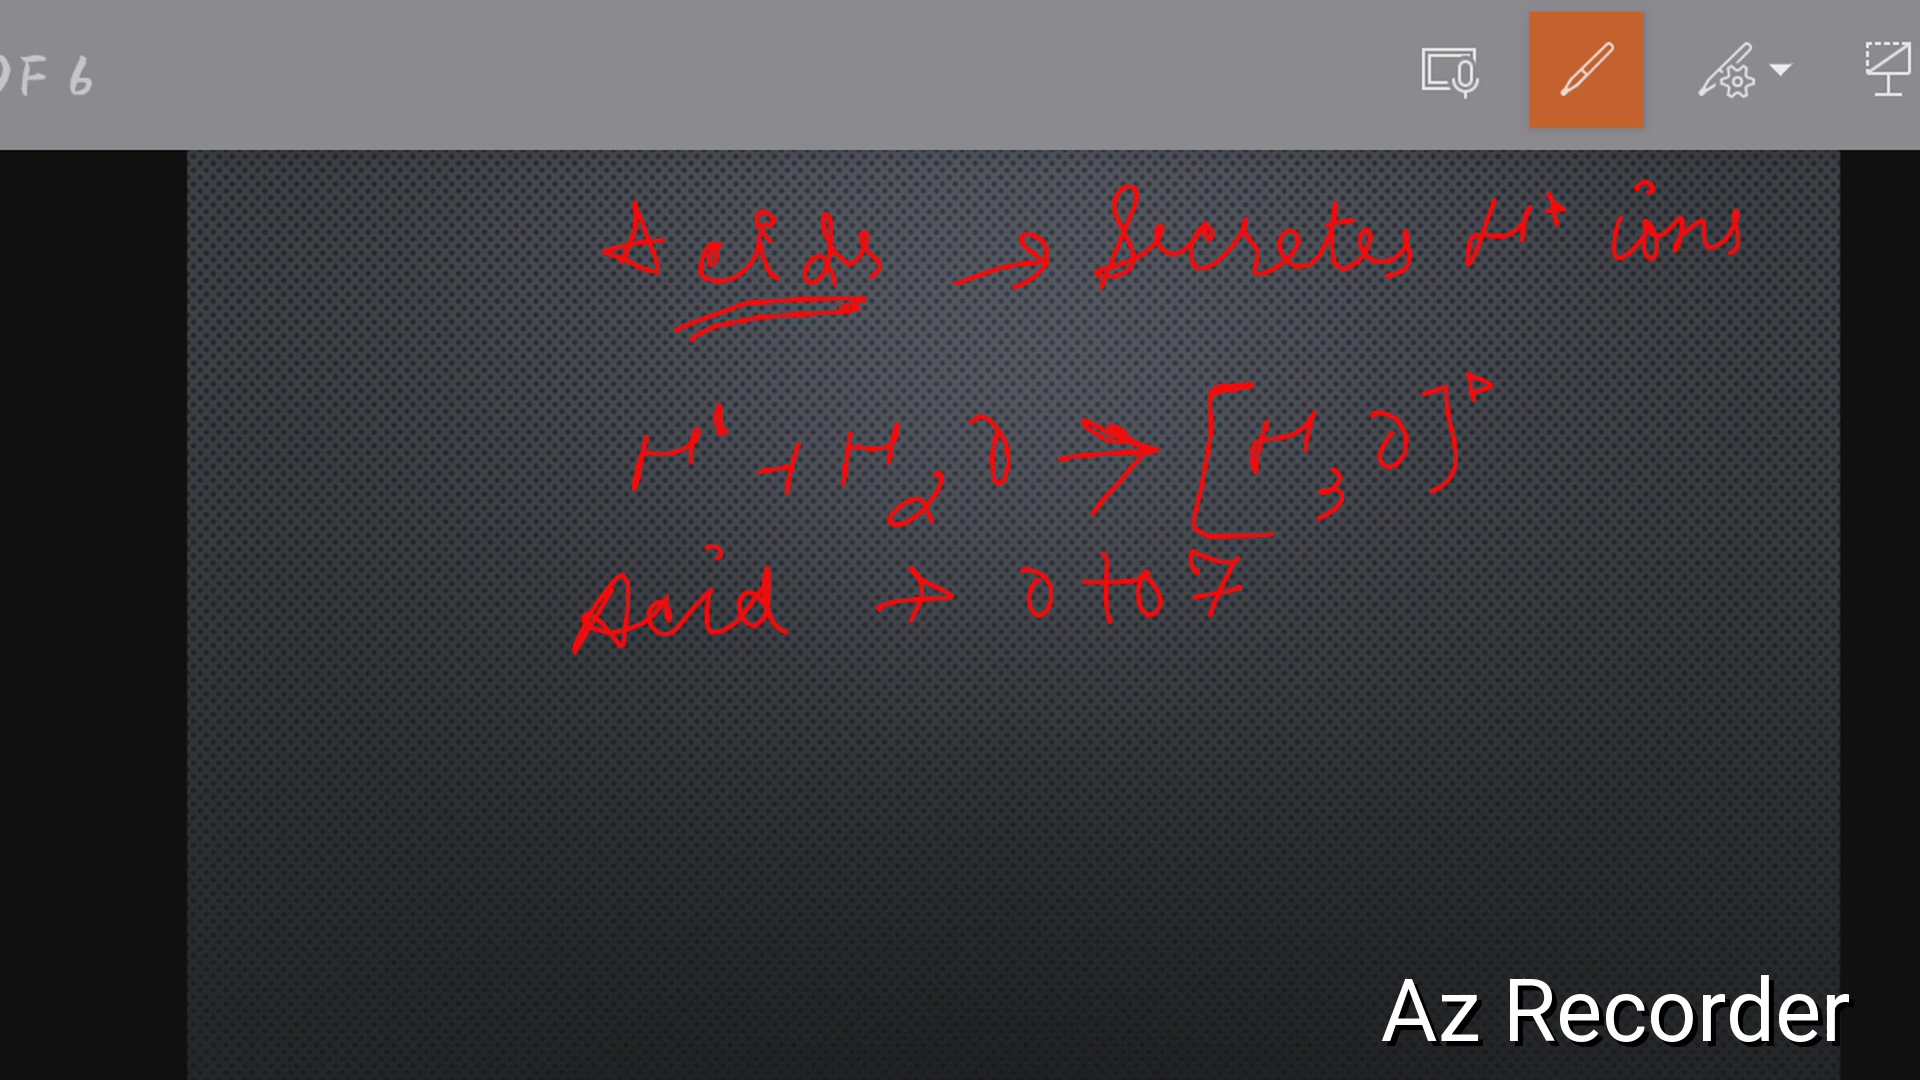 OF 6
Acids → Secretes H⁺ ions
H⁺ + H₂O → [H₃O]⁺
Acid → 0 to 7
Az Recorder